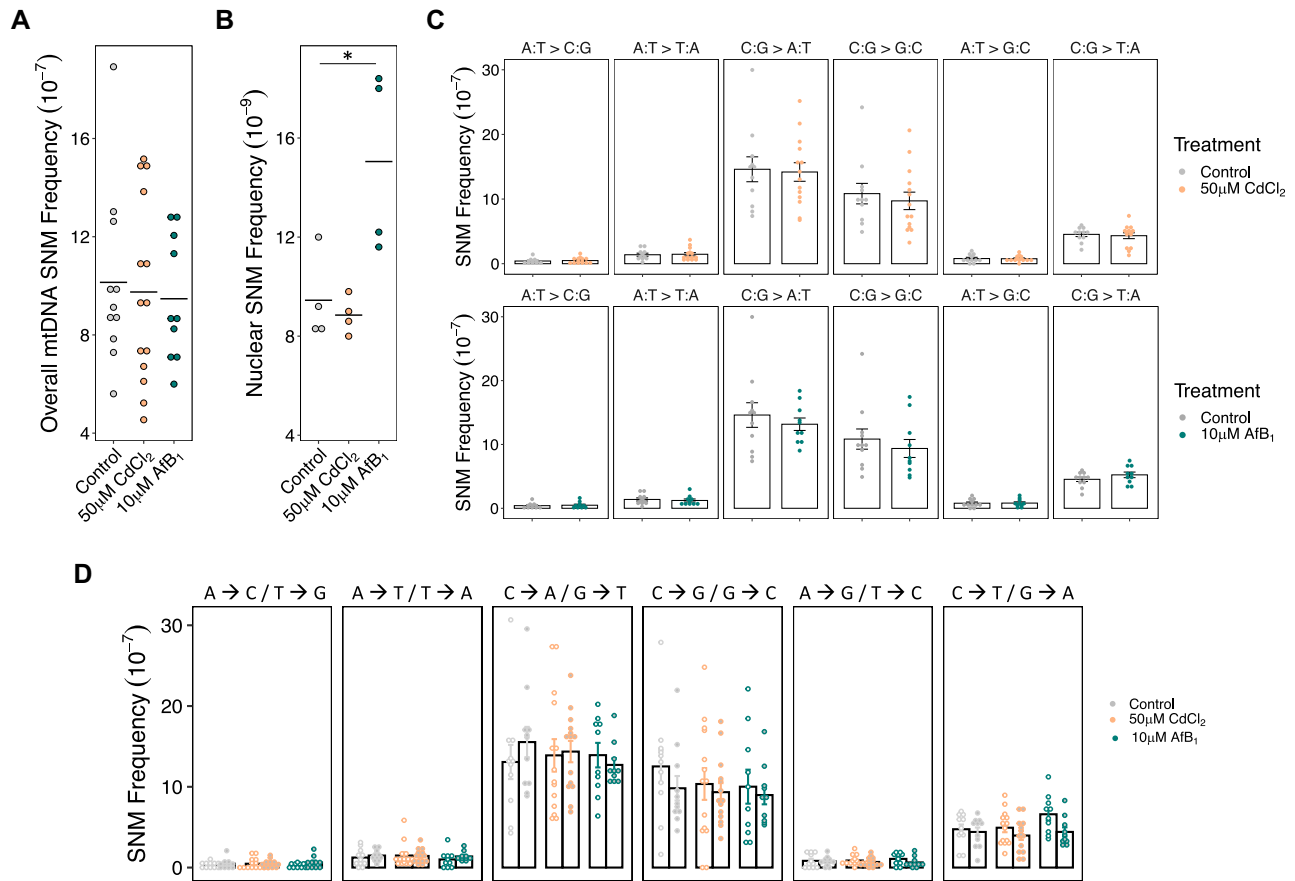 A
Overall mtDNA SNM Frequency (10⁻⁷)
16
12
8
4
Control
50μM CdCl₂
10μM AfB₁
B
Nuclear SNM Frequency (10⁻⁹)
*
16
12
8
4
Control
50μM CdCl₂
10μM AfB₁
C
A:T > C:G A:T > T:A C:G > A:T C:G > G:C A:T > G:C C:G > T:A
SNM Frequency (10⁻⁷)
30
20
10
0
Treatment
Control
50μM CdCl₂
A:T > C:G A:T > T:A C:G > A:T C:G > G:C A:T > G:C C:G > T:A
SNM Frequency (10⁻⁷)
30
20
10
0
Treatment
Control
10μM AfB₁
D
A → C / T → G A → T / T → A C → A / G → T C → G / G → C A → G / T → C C → T / G → A
SNM Frequency (10⁻⁷)
30
20
10
0
Control
50μM CdCl₂
10μM AfB₁